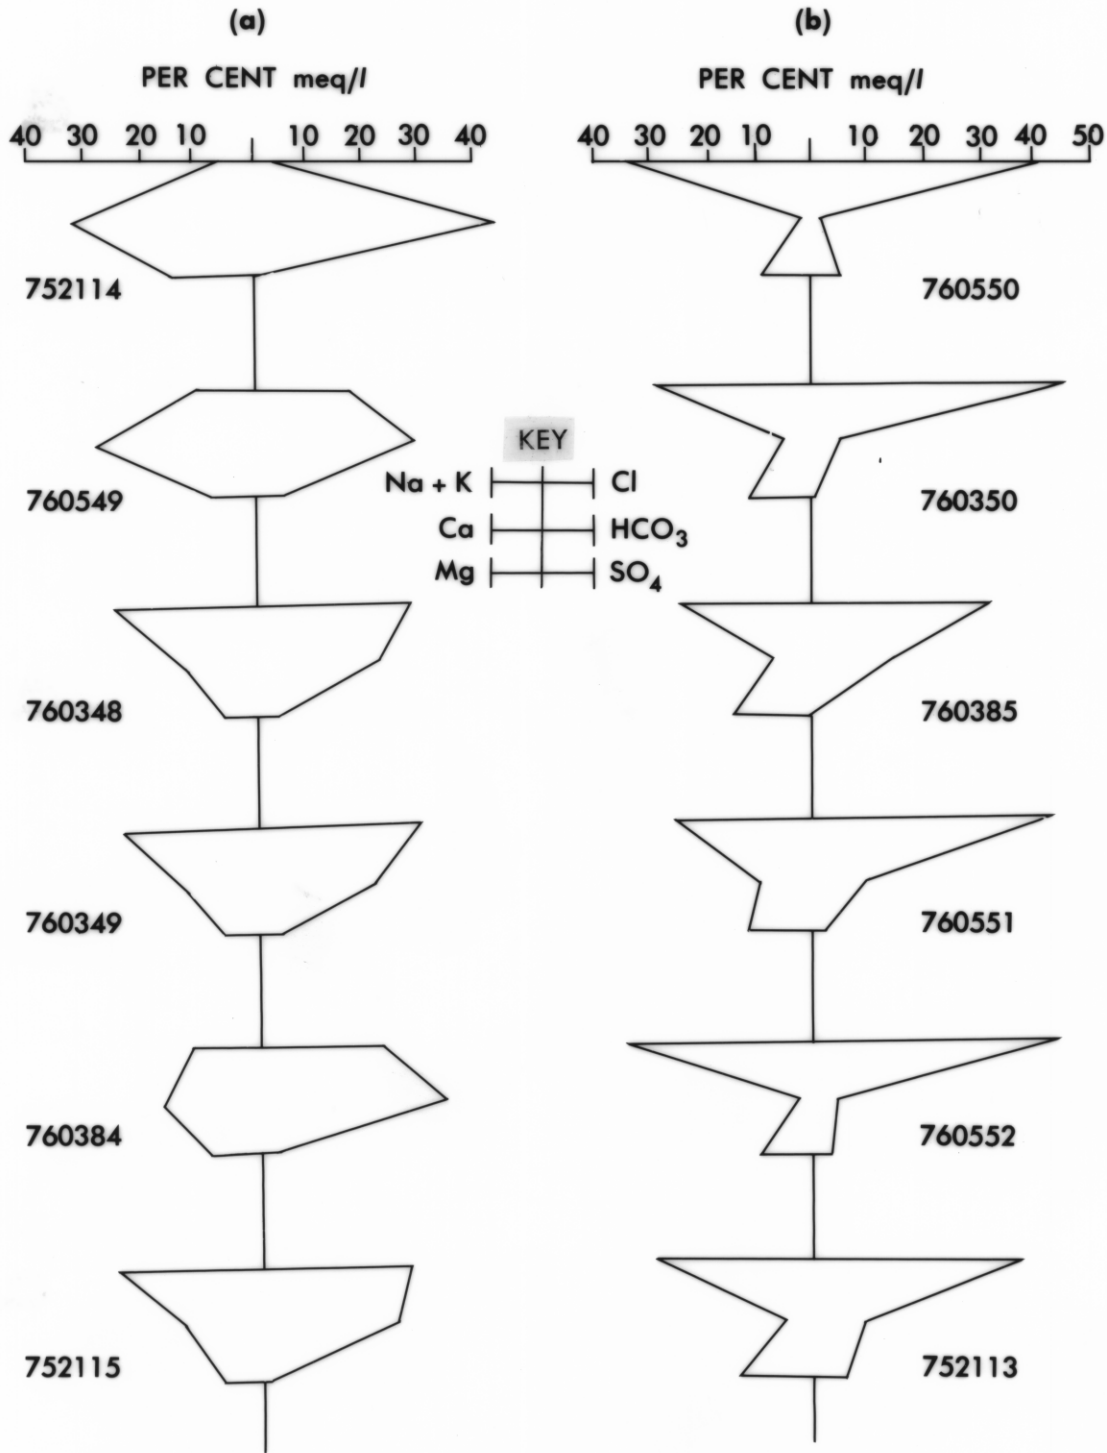 (a)
PER CENT meq/l
40 30 20 10 10 20 30 40
752114
760549
760348
760349
760384
752115
KEY
Na + K Cl
Ca HCO3
Mg SO4
(b)
PER CENT meq/l
40 30 20 10 10 20 30 40 50
760550
760350
760385
760551
760552
752113